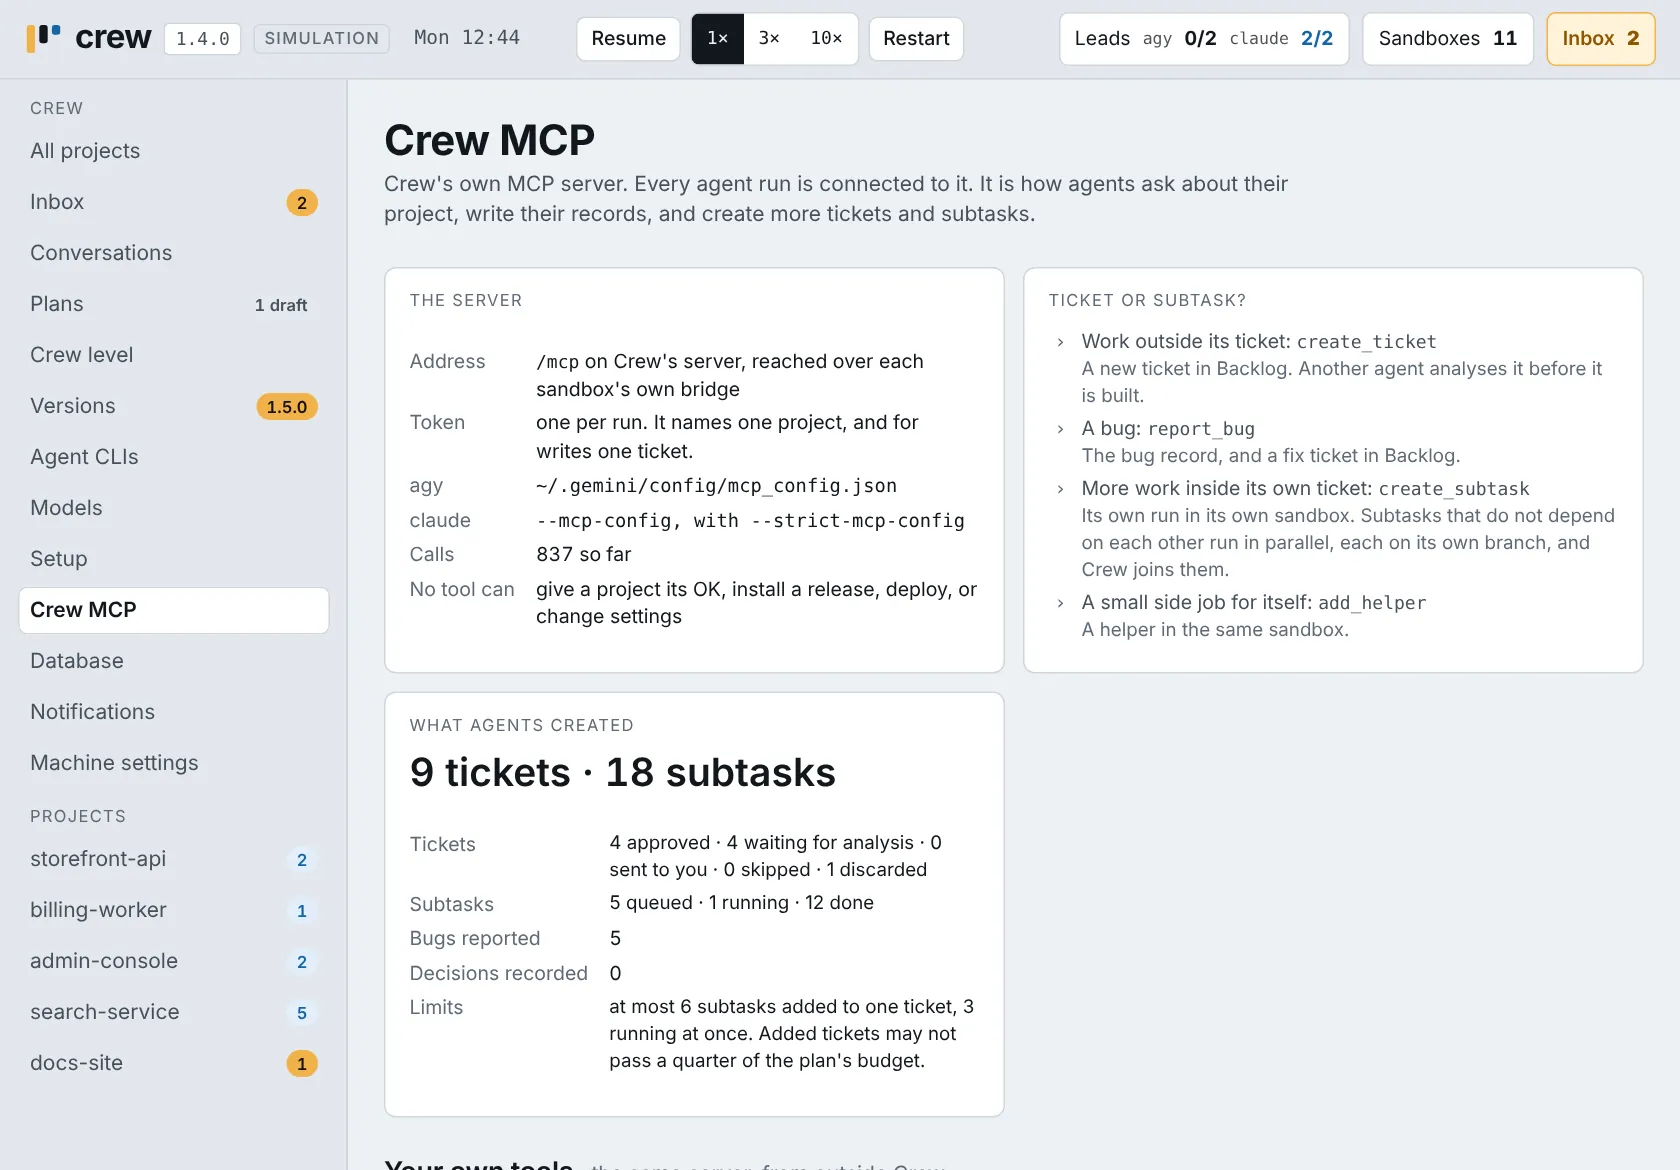 crew 1.4.0 SIMULATION Mon 12:44 Resume 1× 3× 10× Restart Leads agy 0/2 claude 2/2 Sandboxes 11 Inbox 2
CREW
All projects
Inbox 2
Conversations
Plans 1 draft
Crew level
Versions 1.5.0
Agent CLIs
Models
Setup
Crew MCP
Database
Notifications
Machine settings
PROJECTS
storefront-api 2
billing-worker 1
admin-console 2
search-service 5
docs-site 1
Crew MCP
Crew's own MCP server. Every agent run is connected to it. It is how agents ask about their
project, write their records, and create more tickets and subtasks.
THE SERVER
Address /mcp on Crew's server, reached over each
sandbox's own bridge
Token one per run. It names one project, and for
writes one ticket.
agy ~/.gemini/config/mcp_config.json
claude --mcp-config, with --strict-mcp-config
Calls 837 so far
No tool can give a project its OK, install a release, deploy, or
change settings
TICKET OR SUBTASK?
› Work outside its ticket: create_ticket
A new ticket in Backlog. Another agent analyses it before it
is built.
› A bug: report_bug
The bug record, and a fix ticket in Backlog.
› More work inside its own ticket: create_subtask
Its own run in its own sandbox. Subtasks that do not depend
on each other run in parallel, each on its own branch, and
Crew joins them.
› A small side job for itself: add_helper
A helper in the same sandbox.
WHAT AGENTS CREATED
9 tickets · 18 subtasks
Tickets 4 approved · 4 waiting for analysis · 0
sent to you · 0 skipped · 1 discarded
Subtasks 5 queued · 1 running · 12 done
Bugs reported 5
Decisions recorded 0
Limits at most 6 subtasks added to one ticket, 3
running at once. Added tickets may not
pass a quarter of the plan's budget.
Your own tools the same server, from outside Crew